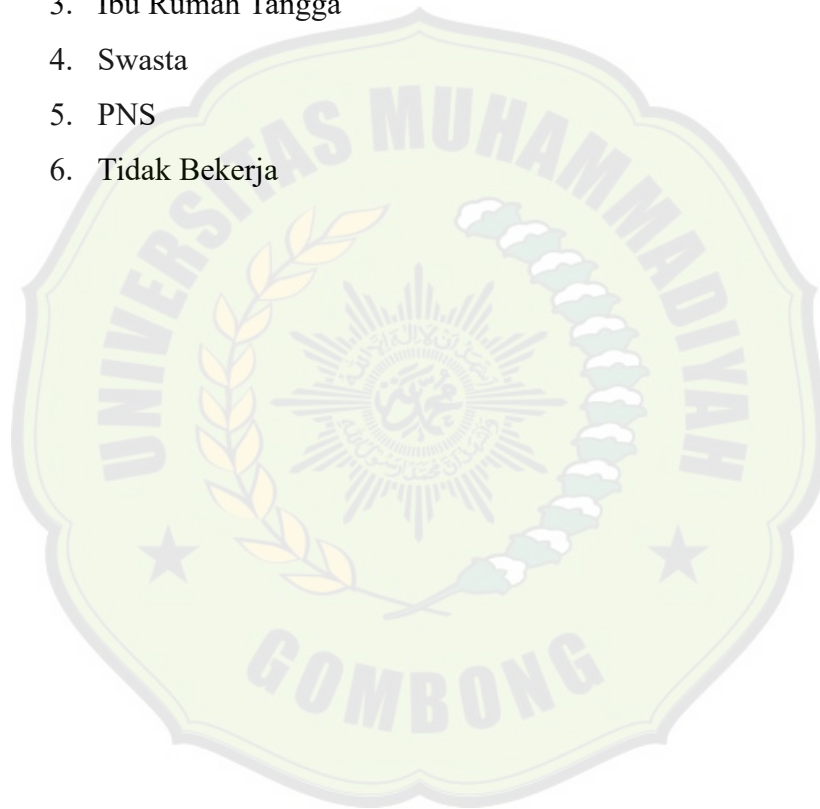 3. Ibu Rumah Tangga
4. Swasta
5. PNS
6. Tidak Bekerja
UNIVERSITAS MUHAMMADIYAH
GOMBONG